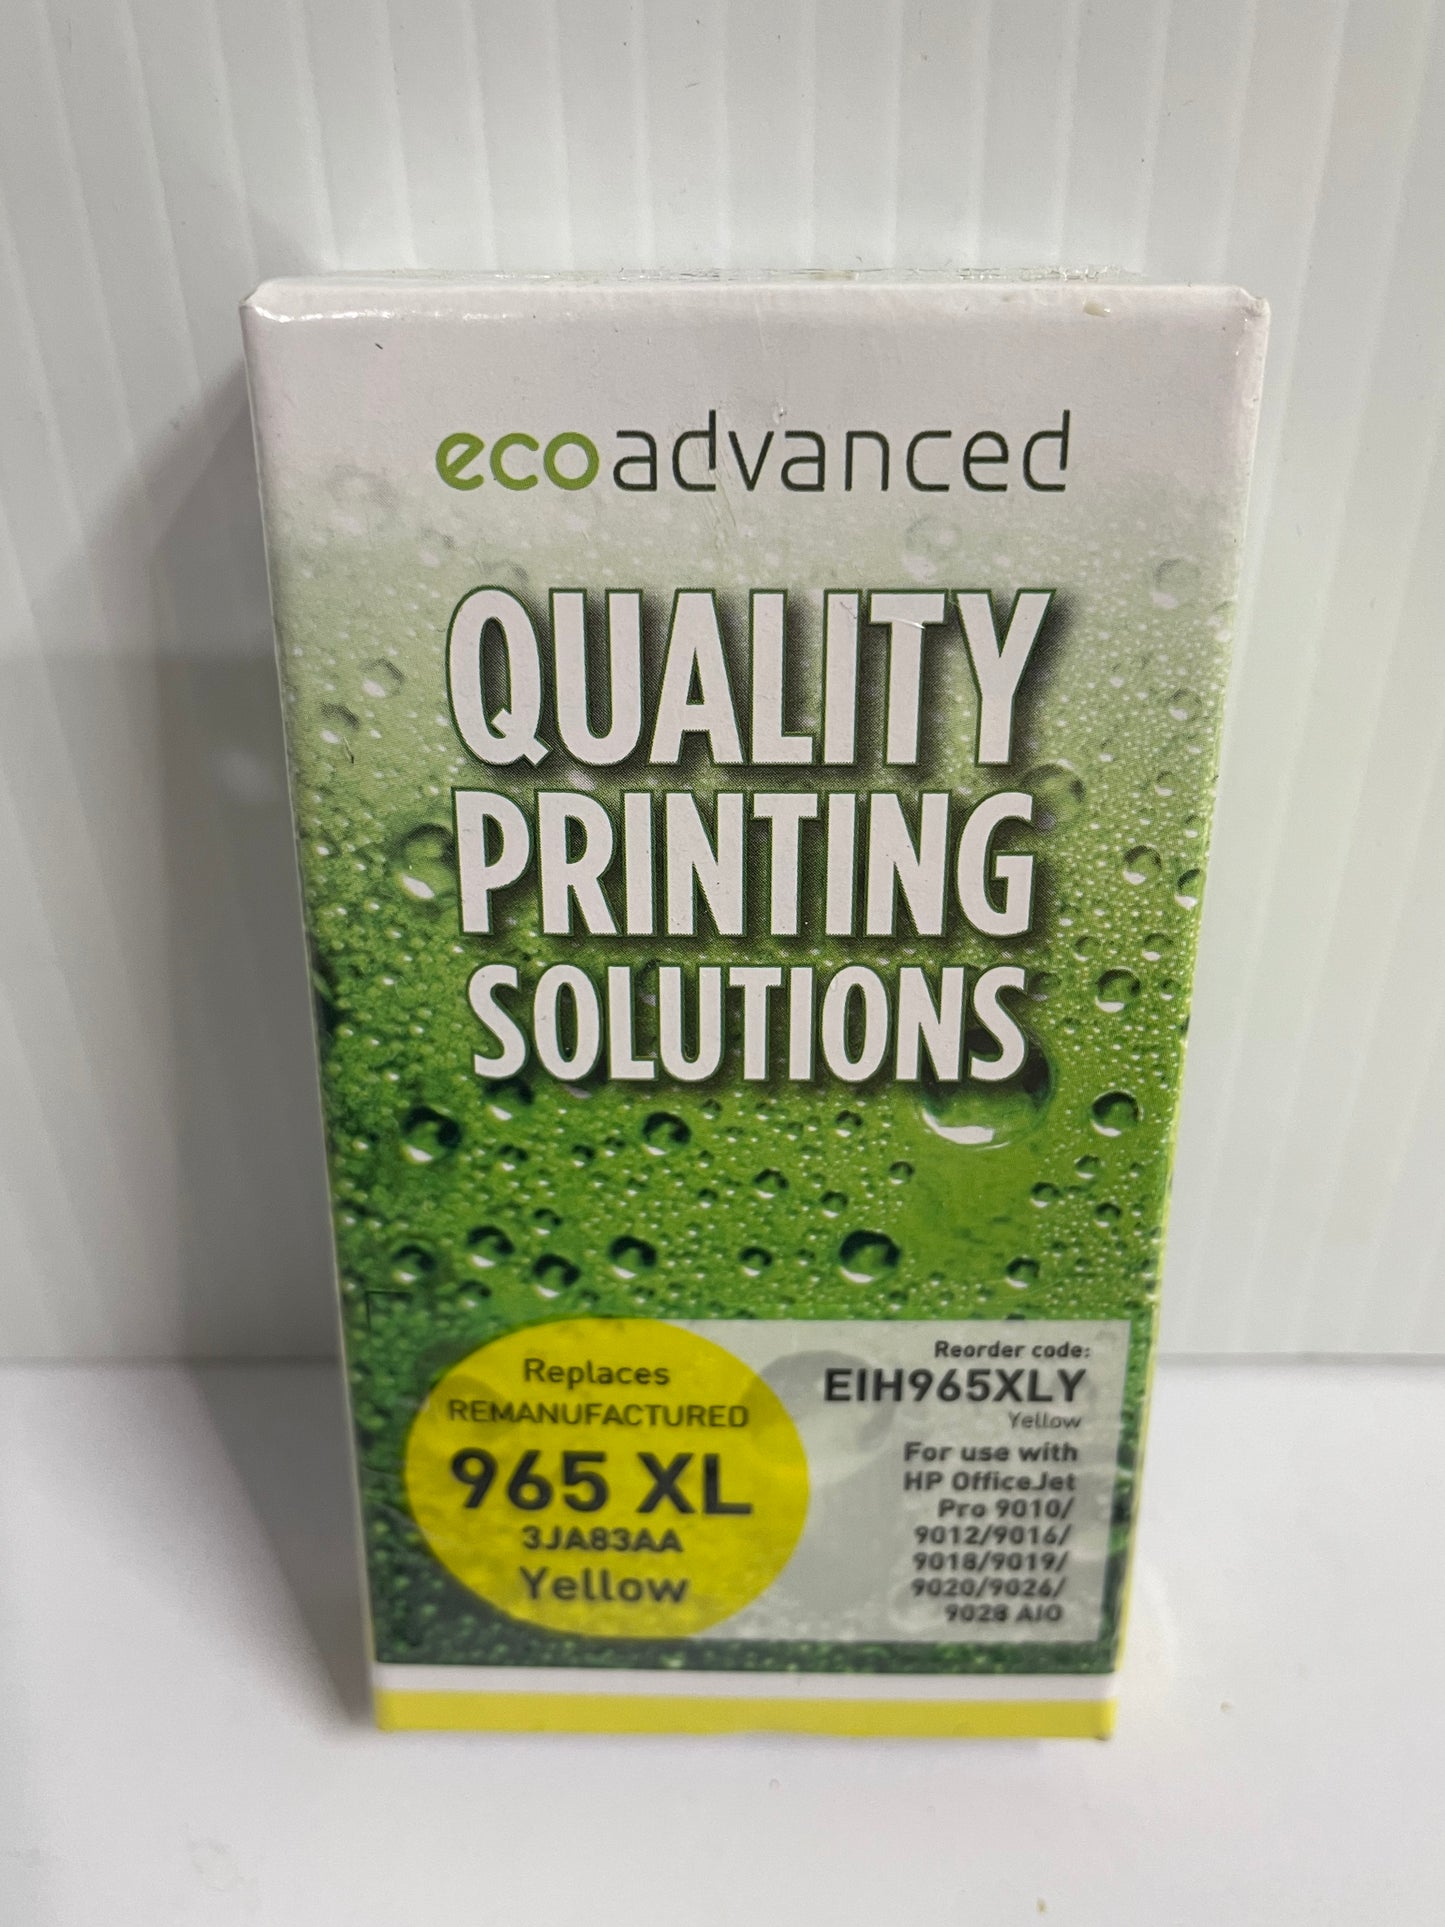 ecoadvanced
QUALITY
PRINTING
SOLUTIONS
Replaces
REMANUFACTURED
965 XL
3JA83AA
Yellow
Reorder code:
EIH965XLY
Yellow
For use with
HP OfficeJet
Pro 9010/
9012/9016/
9018/9019/
9020/9026/
9028 AIO